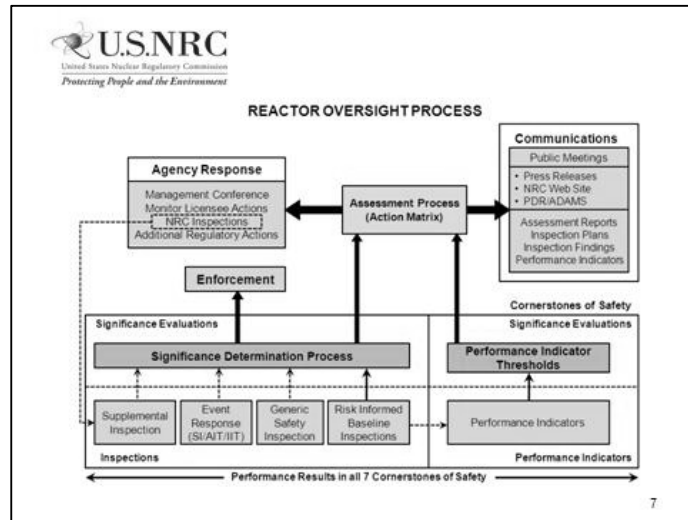 U.S.NRC
United States Nuclear Regulatory Commission
Protecting People and the Environment
REACTOR OVERSIGHT PROCESS
Communications
Public Meetings
• Press Releases
• NRC Web Site
• PDR/ADAMS
Assessment Reports
Inspection Plans
Inspection Findings
Performance Indicators
Agency Response
Management Conference
Monitor Licensee Actions
NRC Inspections
Additional Regulatory Actions
Assessment Process
(Action Matrix)
Enforcement
Cornerstones of Safety
Significance Evaluations
Significance Evaluations
Significance Determination Process
Performance Indicator
Thresholds
Supplemental
Inspection
Event
Response
(SI/AIT/IIT)
Generic
Safety
Inspection
Risk Informed
Baseline
Inspections
Performance Indicators
Inspections
Performance Indicators
Performance Results in all 7 Cornerstones of Safety
7